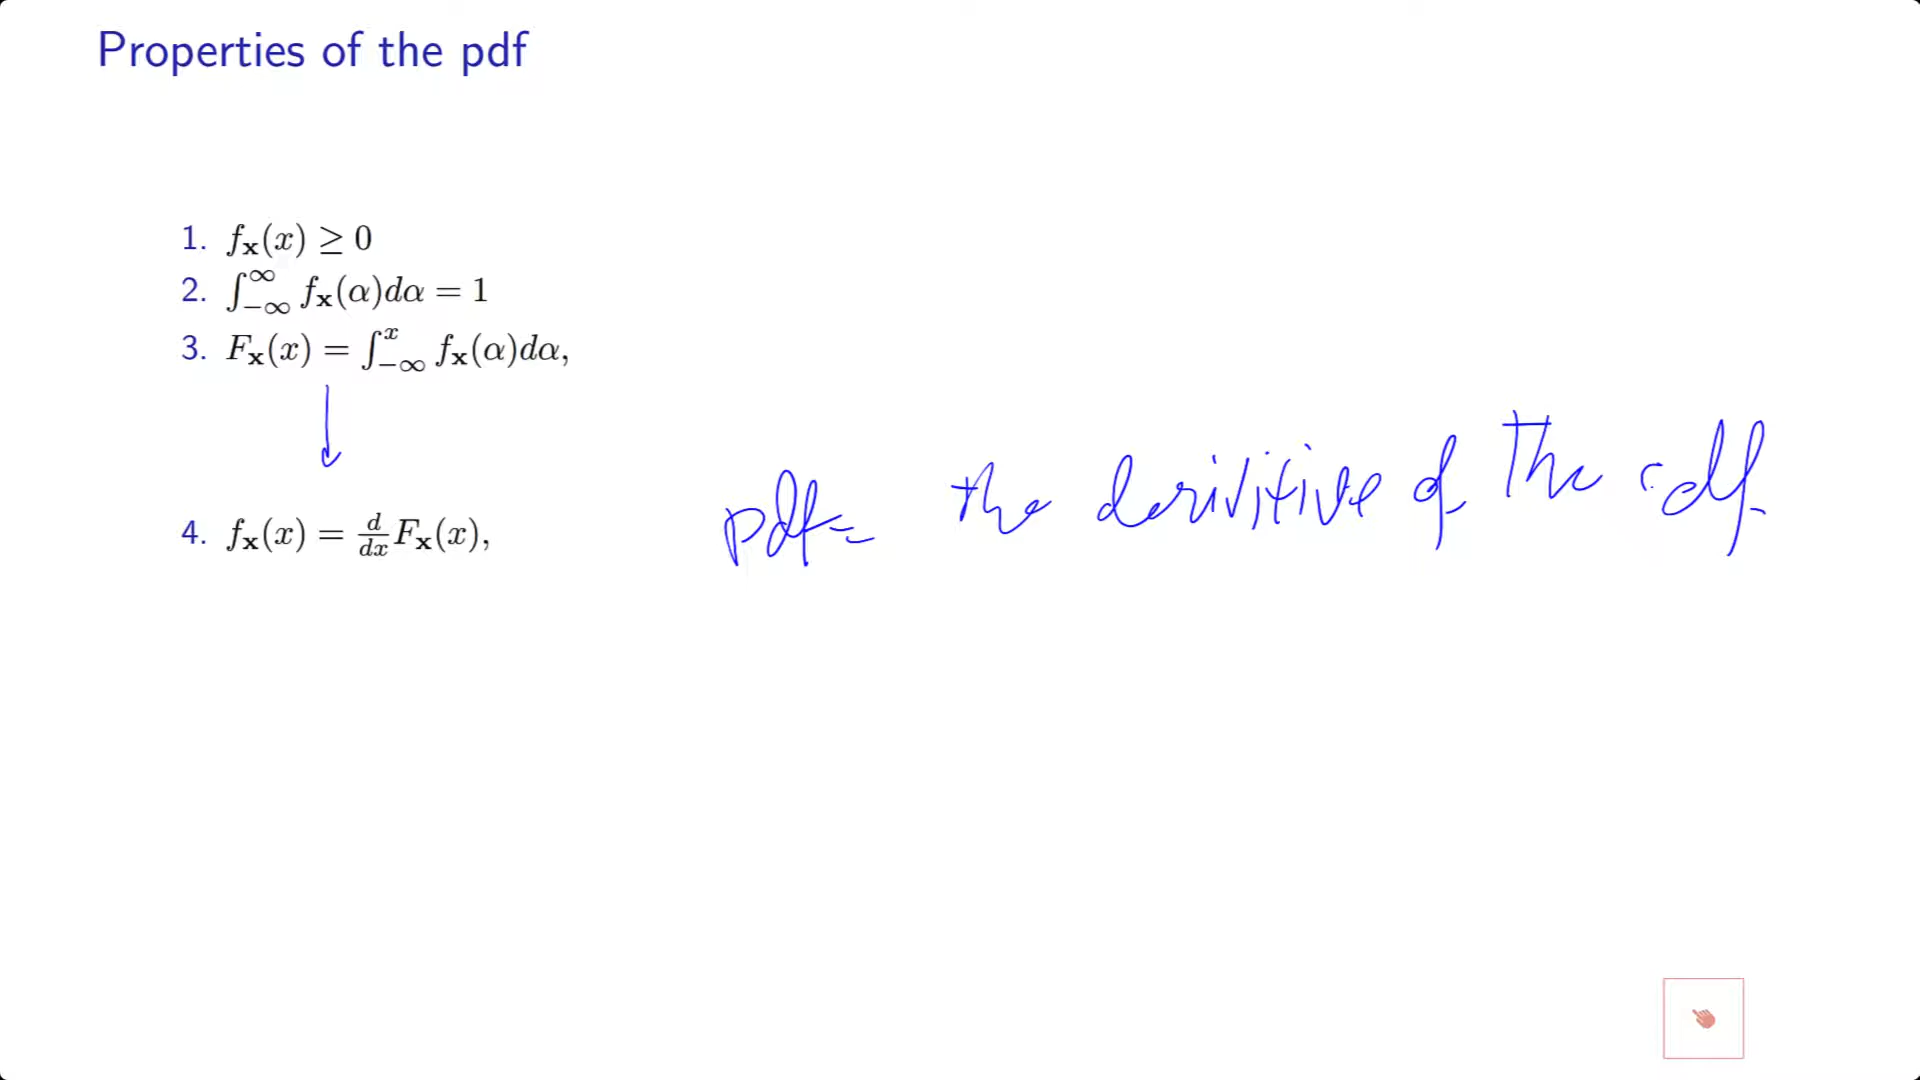 Properties of the pdf
1. f𝐱(x) ≥ 0
2. ∫_{−∞}^{∞} f𝐱(α)dα = 1
3. F𝐱(x) = ∫_{−∞}^{x} f𝐱(α)dα,
4. f𝐱(x) = d/dx F𝐱(x),
pdf= the derivitive of the cdf.